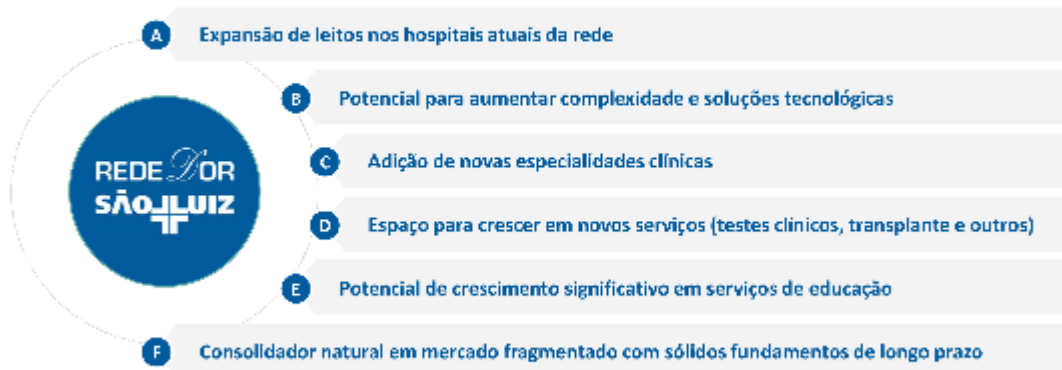 A Expansão de leitos nos hospitais atuais da rede
B Potencial para aumentar complexidade e soluções tecnológicas
C Adição de novas especialidades clínicas
REDE D'OR
SÃO LUIZ
D Espaço para crescer em novos serviços (testes clínicos, transplante e outros)
E Potencial de crescimento significativo em serviços de educação
F Consolidador natural em mercado fragmentado com sólidos fundamentos de longo prazo